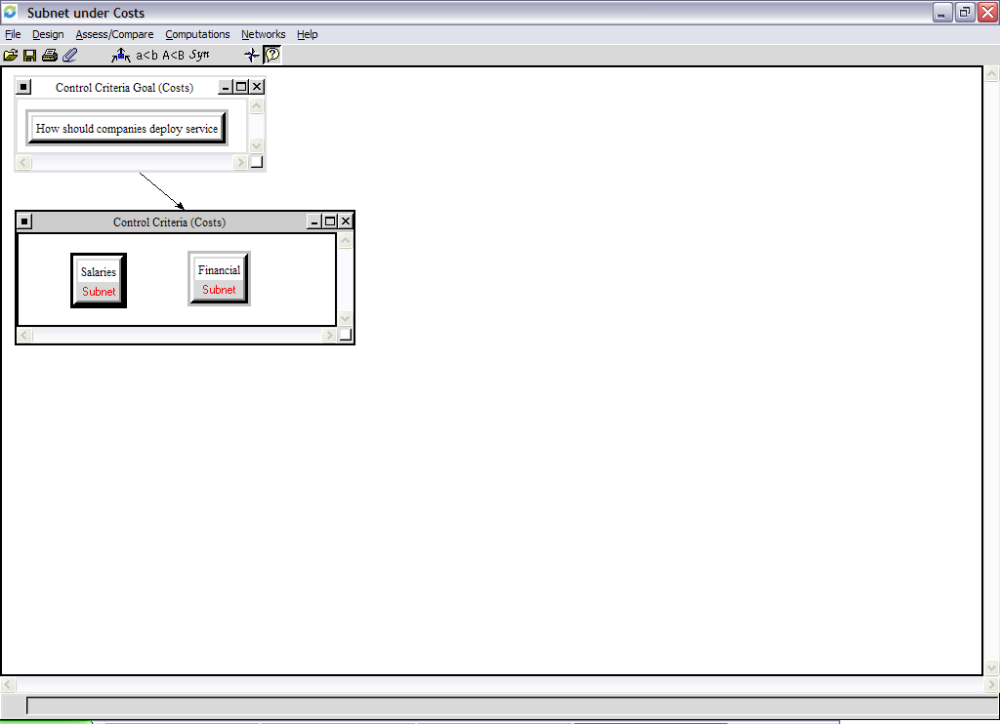 Subnet under Costs
File Design Assess/Compare Computations Networks Help
a<b A<B Syn ?
Control Criteria Goal (Costs)
How should companies deploy service
Control Criteria (Costs)
Salaries Financial
Subnet Subnet